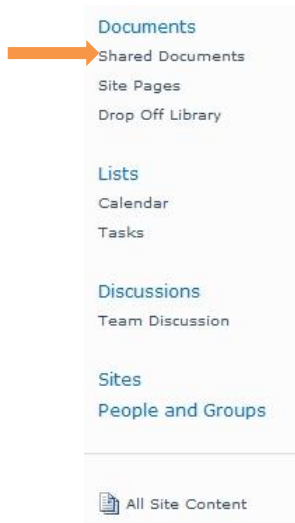 Documents
Shared Documents
Site Pages
Drop Off Library
Lists
Calendar
Tasks
Discussions
Team Discussion
Sites
People and Groups
All Site Content